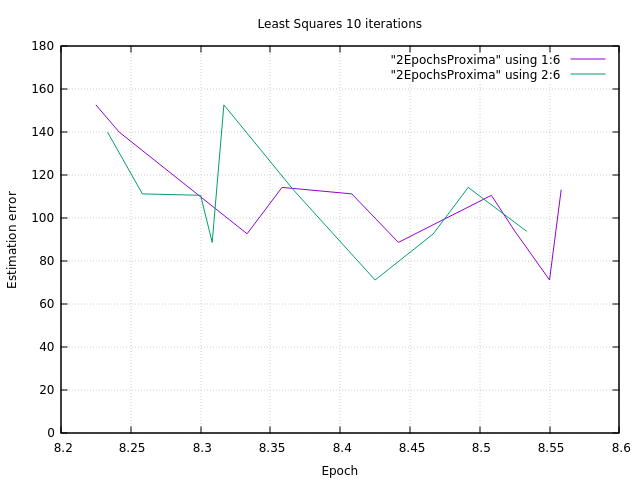 Least Squares 10 iterations
"2EpochsProxima" using 1:6
"2EpochsProxima" using 2:6
180
160
140
120
100
80
60
40
20
0
Estimation error
8.2 8.25 8.3 8.35 8.4 8.45 8.5 8.55 8.6
Epoch